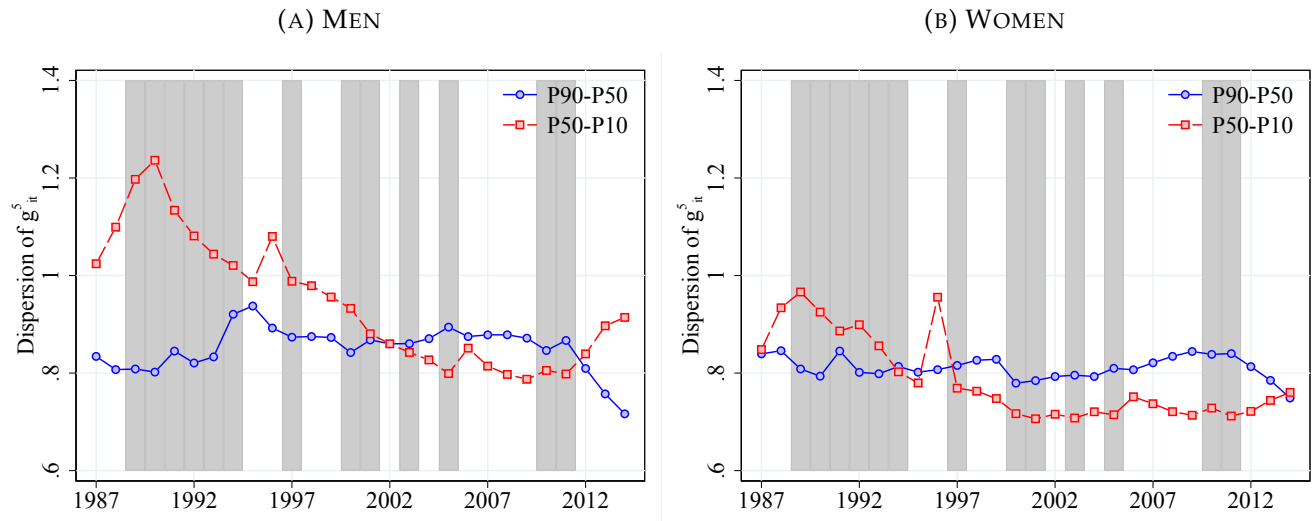 (A) MEN
Dispersion of g⁵ᵢₜ
1.4
1.2
1
.8
.6
P90-P50
P50-P10
1987 1992 1997 2002 2007 2012
(B) WOMEN
Dispersion of g⁵ᵢₜ
1.4
1.2
1
.8
.6
P90-P50
P50-P10
1987 1992 1997 2002 2007 2012